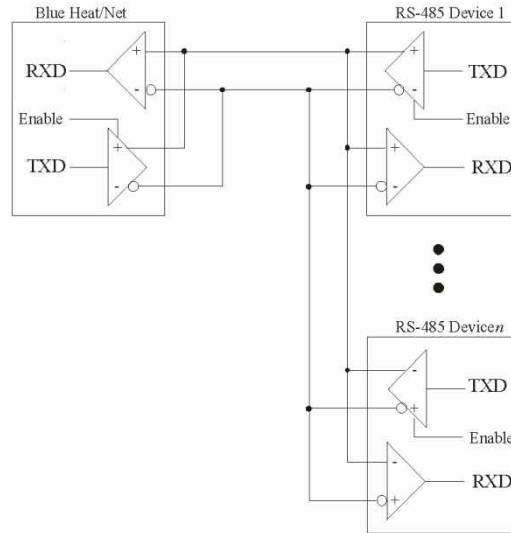 Blue Heat/Net
RXD
+
-
Enable
TXD
+
-
RS-485 Device 1
+
-
TXD
Enable
+
-
RXD
RS-485 Devicen
-
+
TXD
Enable
-
+
RXD